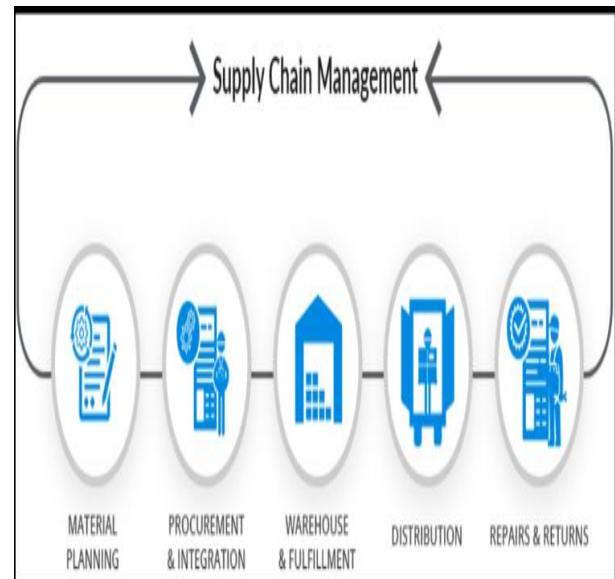 Supply Chain Management
MATERIAL
PLANNING
PROCUREMENT
& INTEGRATION
WAREHOUSE
& FULFILLMENT
DISTRIBUTION
REPAIRS & RETURNS